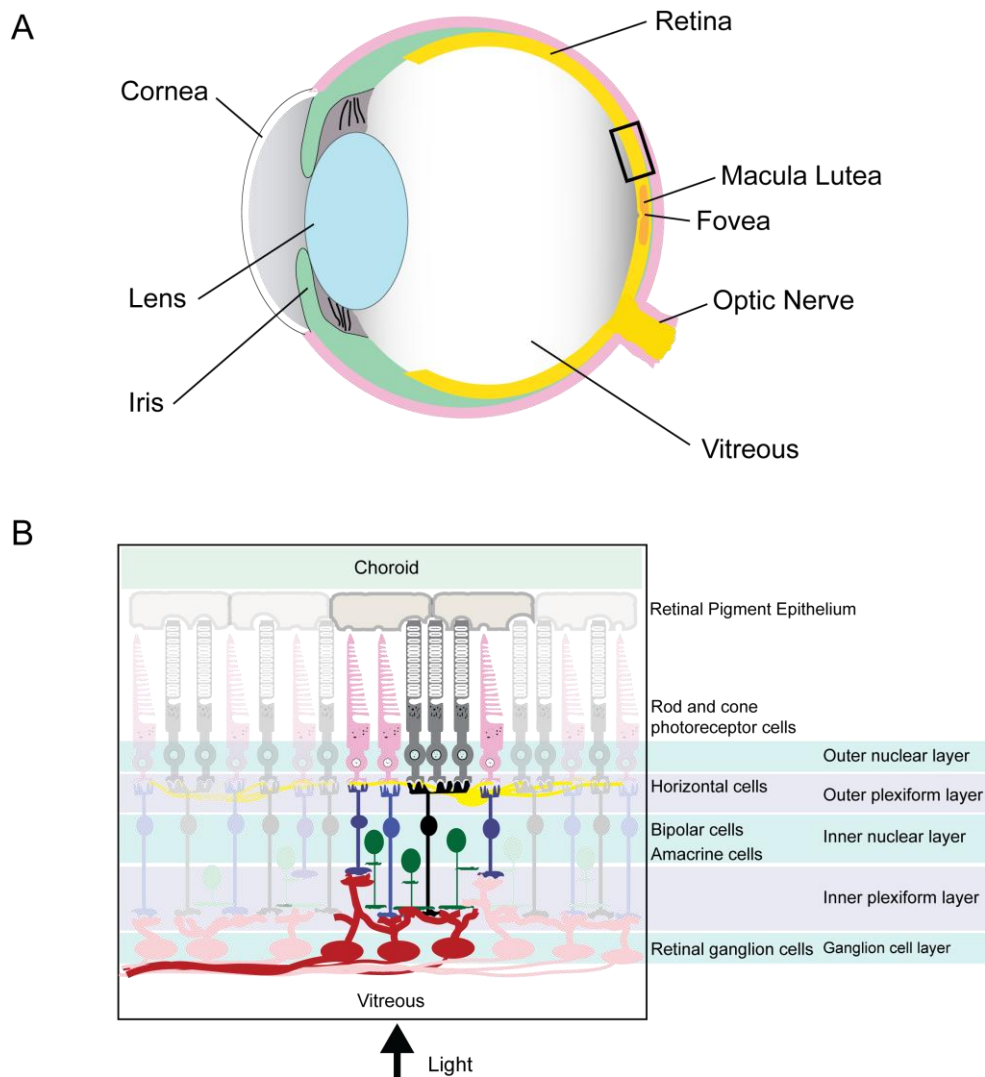 A
Retina
Cornea
Macula Lutea
Fovea
Lens
Optic Nerve
Iris
Vitreous
B
Choroid
Retinal Pigment Epithelium
Rod and cone
photoreceptor cells
Outer nuclear layer
Horizontal cells
Outer plexiform layer
Bipolar cells
Inner nuclear layer
Amacrine cells
Inner plexiform layer
Retinal ganglion cells
Ganglion cell layer
Vitreous
Light